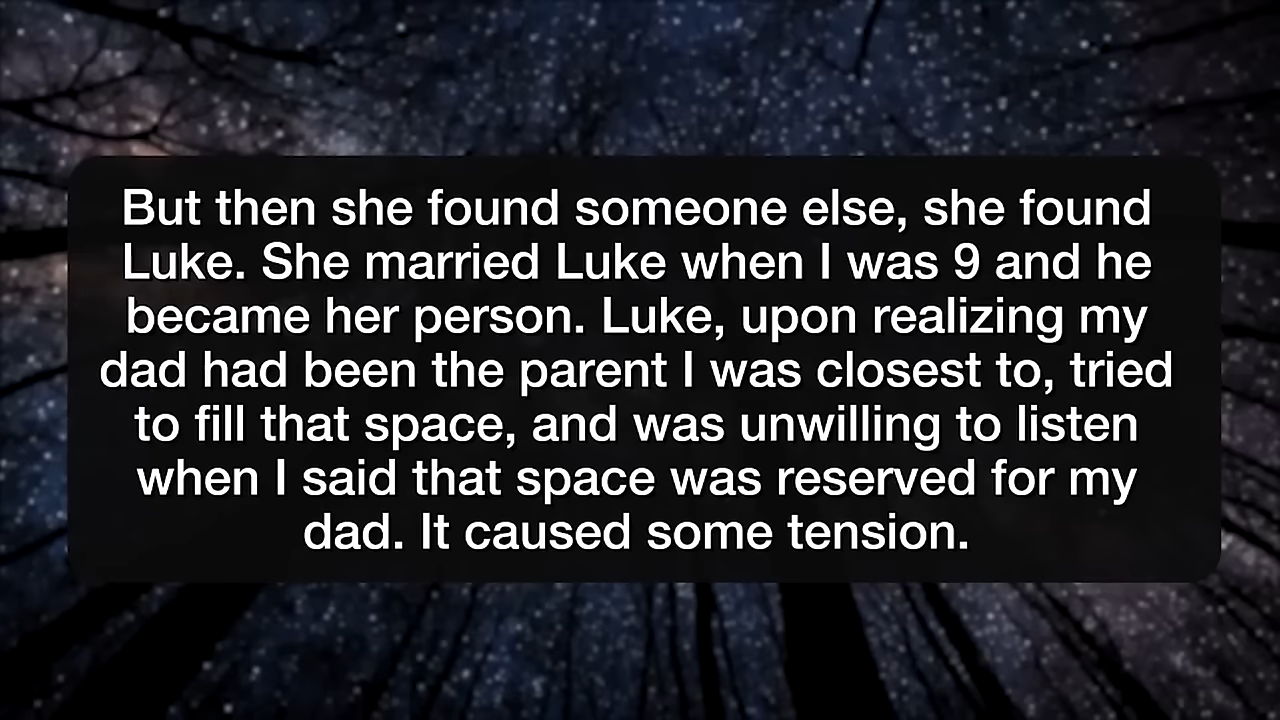 But then she found someone else, she found
Luke. She married Luke when I was 9 and he
became her person. Luke, upon realizing my
dad had been the parent I was closest to, tried
to fill that space, and was unwilling to listen
when I said that space was reserved for my
dad. It caused some tension.